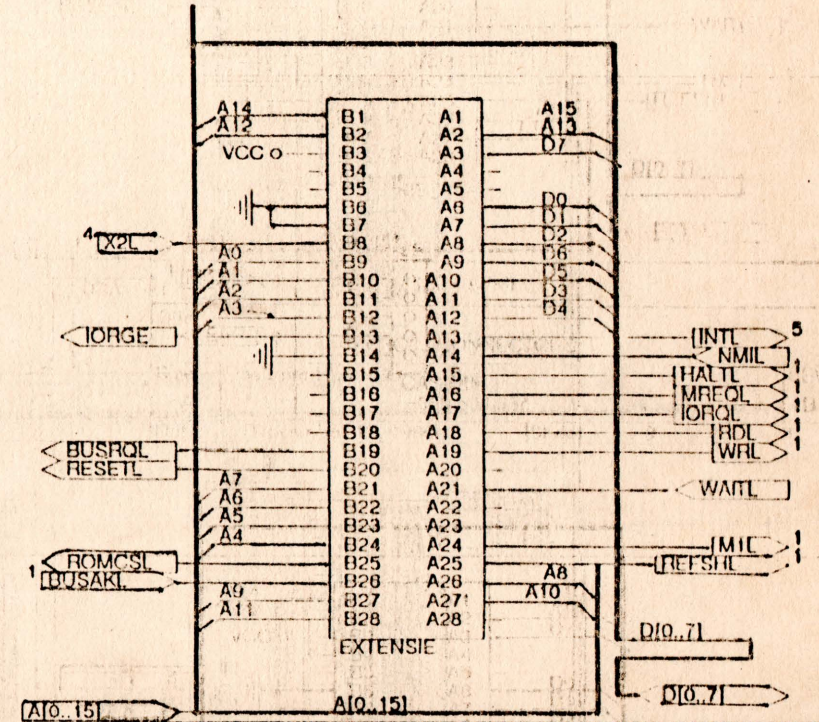 A14 B1 A1 A15
A12 B2 A2 A13
VCC B3 A3 D7
B4 A4
B5 A5
B6 A6 D0
B7 A7 D1
4 X2L B8 A8 D2
A0 B9 A9 D6
A1 B10 A10 D5
A2 B11 A11 D3
A3 B12 A12 D4
IORGE B13 A13 INTL 5
B14 A14 NMIL
B15 A15 HALTL 1
B16 A16 MREQL 1
B17 A17 IORQL 1
B18 A18 RDL 1
BUSRQL B19 A19 WRL 1
RESETL B20 A20
A7 B21 A21 WAITL
A6 B22 A22
A5 B23 A23
A4 B24 A24 M1L 1
ROMCSL B25 A25 REFSHL 1
1 BUSAKL B26 A26 A8
A9 B27 A27 A10
A11 B28 A28
EXTENSIE
D[0..7]
D[0..7]
A[0..15] A[0..15]